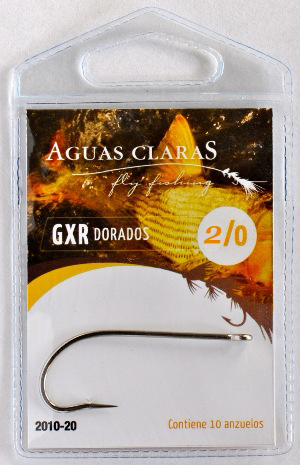 AGUAS CLARAS
fly fishing
GXR DORADOS
2/0
2010-20
Contiene 10 anzuelos